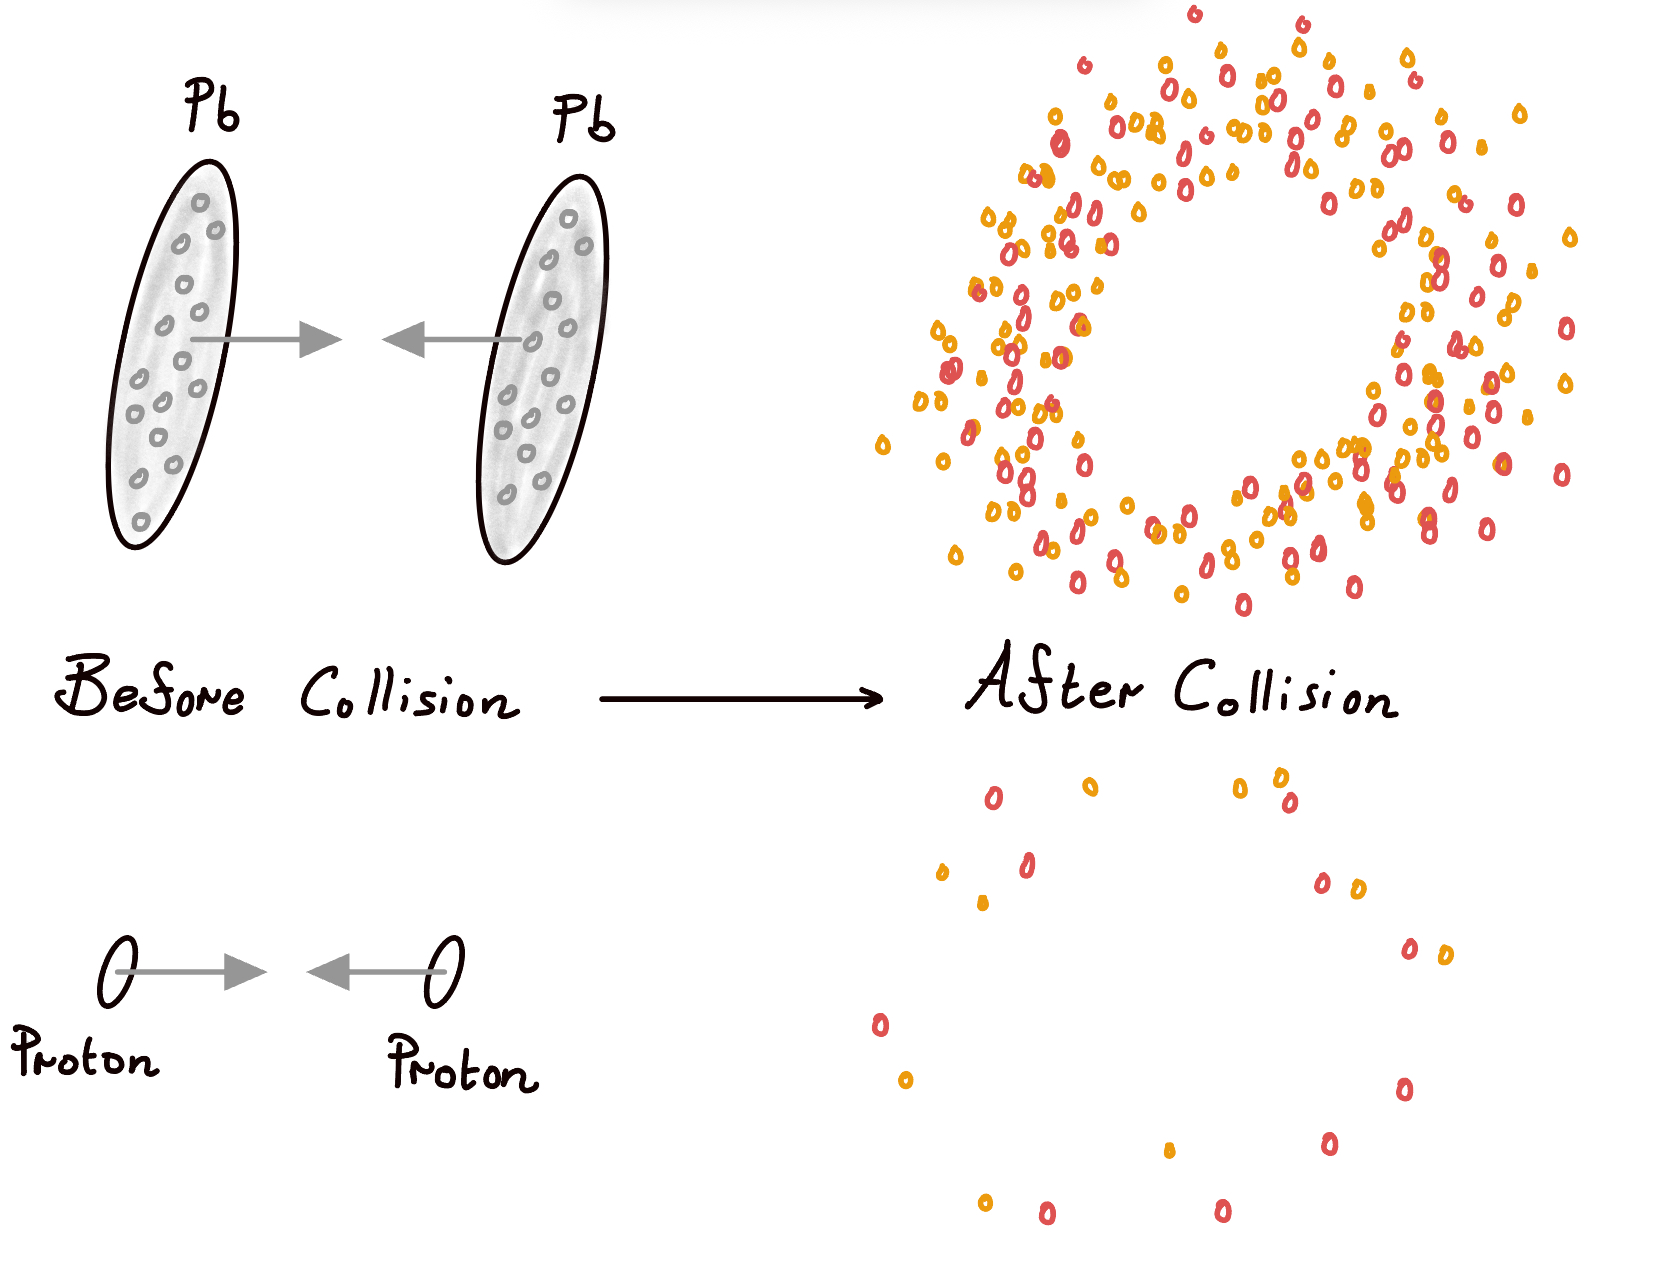 Pb
Pb
Before Collision
After Collision
Proton
Proton